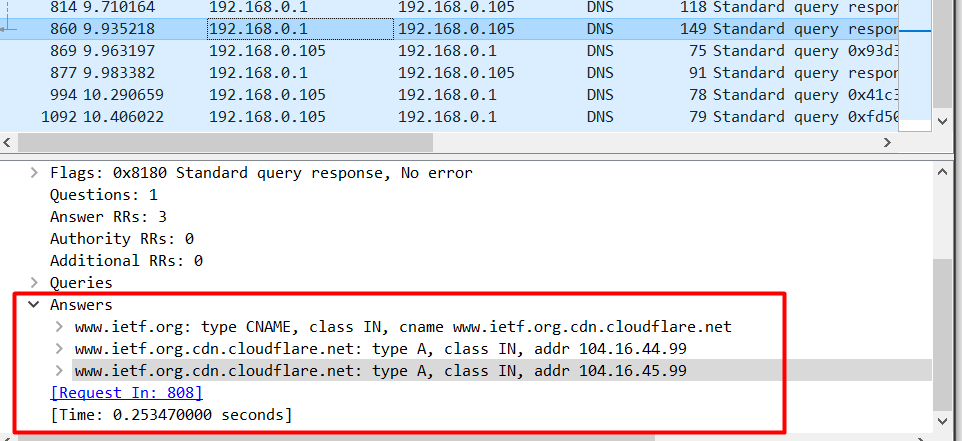 814 9.710164 192.168.0.1 192.168.0.105 DNS 118 Standard query respon
860 9.935218 192.168.0.1 192.168.0.105 DNS 149 Standard query respon
869 9.963197 192.168.0.105 192.168.0.1 DNS 75 Standard query 0x93d3
877 9.983382 192.168.0.1 192.168.0.105 DNS 91 Standard query respon
994 10.290659 192.168.0.105 192.168.0.1 DNS 78 Standard query 0x41c3
1092 10.406022 192.168.0.105 192.168.0.1 DNS 79 Standard query 0xfd50
Flags: 0x8180 Standard query response, No error
Questions: 1
Answer RRs: 3
Authority RRs: 0
Additional RRs: 0
Queries
Answers
www.ietf.org: type CNAME, class IN, cname www.ietf.org.cdn.cloudflare.net
www.ietf.org.cdn.cloudflare.net: type A, class IN, addr 104.16.44.99
www.ietf.org.cdn.cloudflare.net: type A, class IN, addr 104.16.45.99
[Request In: 808]
[Time: 0.253470000 seconds]